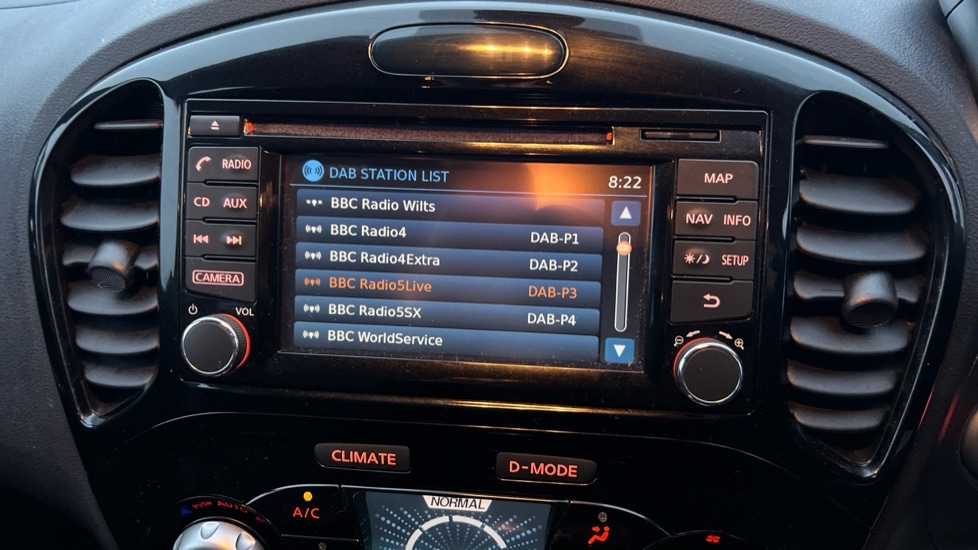 RADIO
CD AUX
CAMERA
VOL
DAB STATION LIST 8:22
BBC Radio Wilts
BBC Radio4 DAB-P1
BBC Radio4Extra DAB-P2
BBC Radio5Live DAB-P3
BBC Radio5SX DAB-P4
BBC WorldService
MAP
NAV INFO
SETUP
CLIMATE
D-MODE
AUTO
A/C
NORMAL